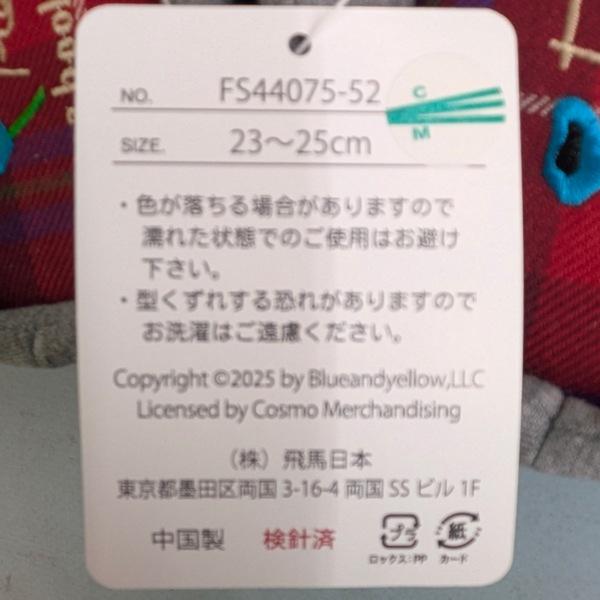 NO. FS44075-52
C
M
SIZE. 23～25cm
・色が落ちる場合がありますので
濡れた状態でのご使用はお避け
下さい。
・型くずれする恐れがありますので
お洗濯はご遠慮ください。
Copyright ©2025 by Blueandyellow,LLC
Licensed by Cosmo Merchandising
（株）飛馬日本
東京都墨田区両国 3-16-4 両国 SS ビル 1F
中国製 検針済 プラ 紙
ロックス：PP カード